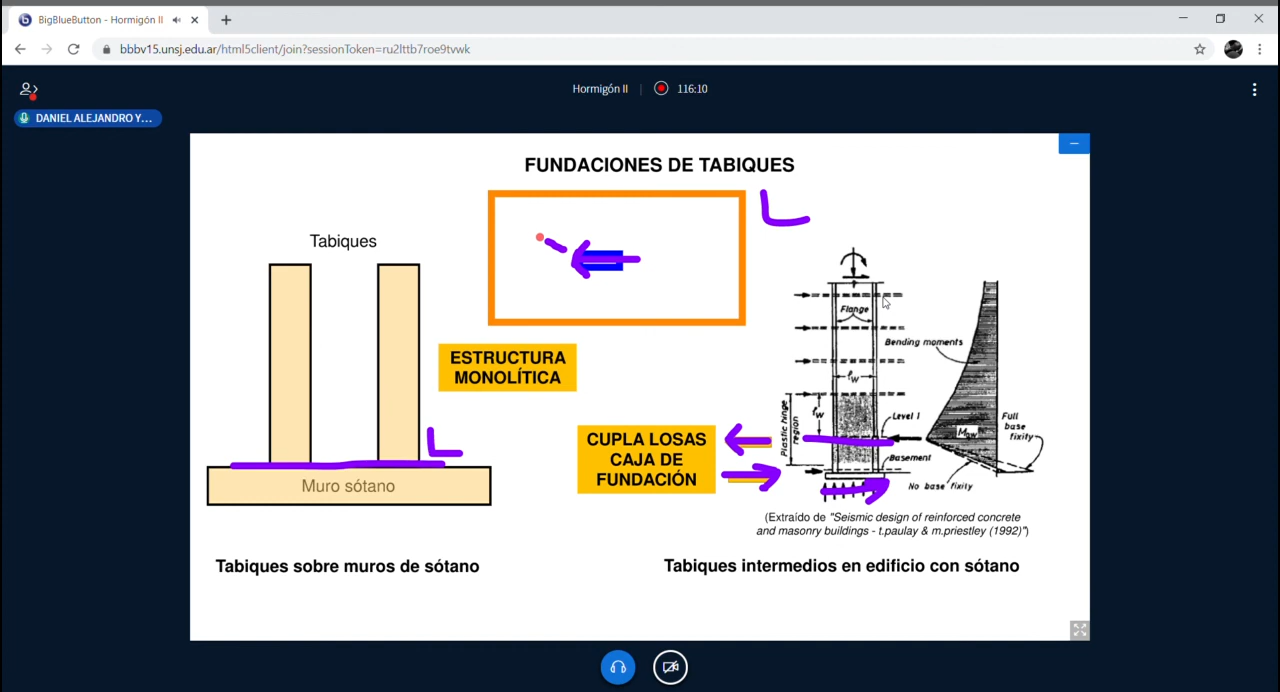 BigBlueButton - Hormigón II
bbbv15.unsj.edu.ar/html5client/join?sessionToken=ru2lttb7roe9tvwk
Hormigón II
116:10
DANIEL ALEJANDRO Y...
FUNDACIONES DE TABIQUES
Tabiques
Muro sótano
Tabiques sobre muros de sótano
ESTRUCTURA
MONOLÍTICA
CUPLA LOSAS
CAJA DE
FUNDACIÓN
Flange
Bending moments
ℓw
ℓw
Plastic hinge
region
Level 1
Basement
Full
base
fixity
No base fixity
(Extraído de "Seismic design of reinforced concrete
and masonry buildings - t.paulay & m.priestley (1992)")
Tabiques intermedios en edificio con sótano